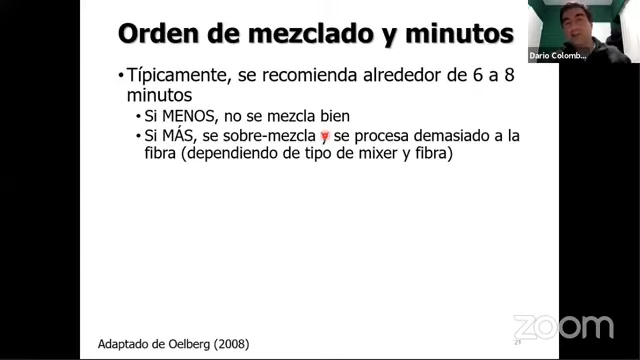 Orden de mezclado y minutos
• Típicamente, se recomienda alrededor de 6 a 8
minutos
• Si MENOS, no se mezcla bien
• Si MÁS, se sobre-mezcla y se procesa demasiado a la
fibra (dependiendo de tipo de mixer y fibra)
Adaptado de Oelberg (2008)
Dario Colomb...
zoom